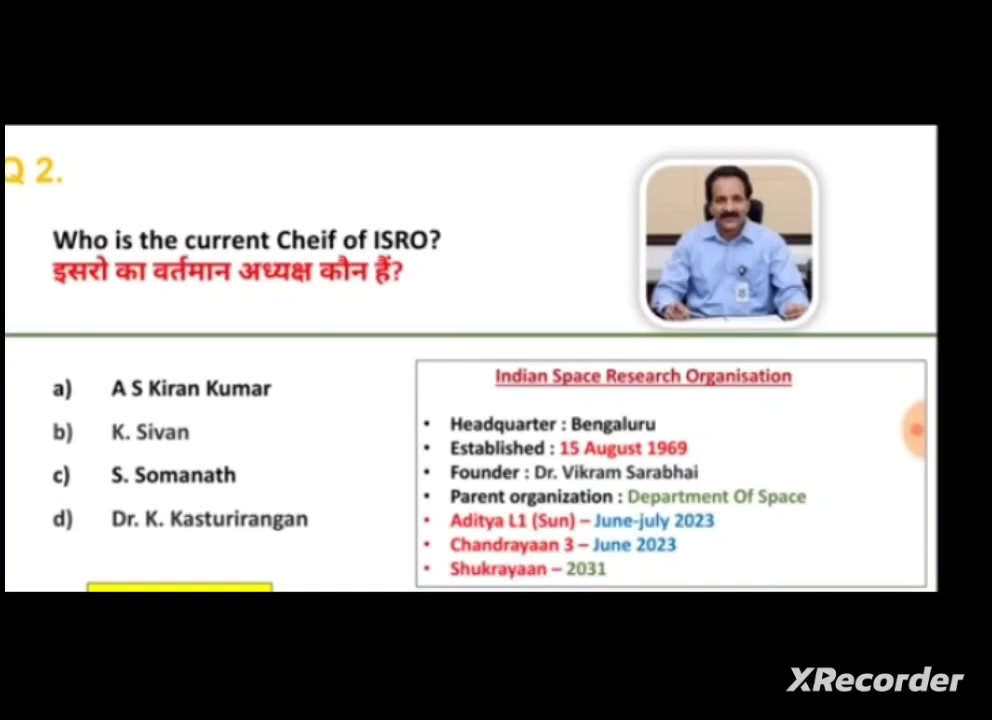 Q 2.
Who is the current Cheif of ISRO?
इसरो का वर्तमान अध्यक्ष कौन हैं?
a) A S Kiran Kumar
b) K. Sivan
c) S. Somanath
d) Dr. K. Kasturirangan
Indian Space Research Organisation
• Headquarter : Bengaluru
• Established : 15 August 1969
• Founder : Dr. Vikram Sarabhai
• Parent organization : Department Of Space
• Aditya L1 (Sun) – June-july 2023
• Chandrayaan 3 – June 2023
• Shukrayaan – 2031
XRecorder